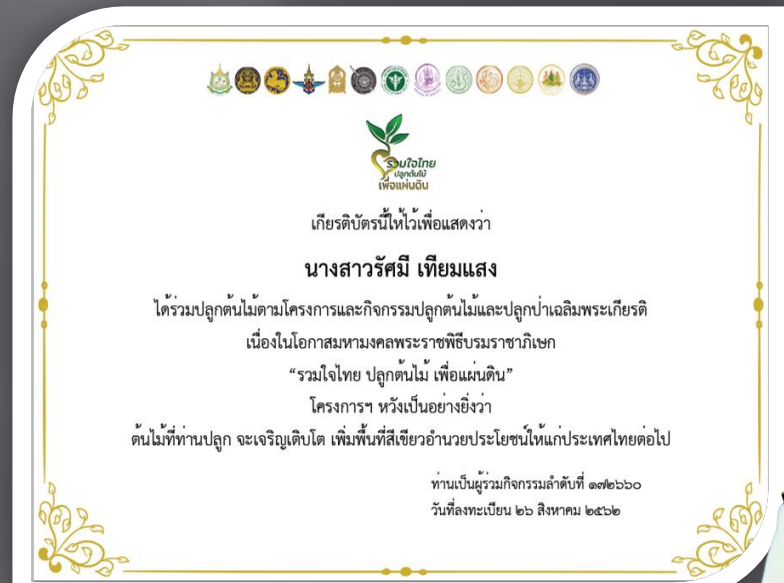 รวมใจไทย
ปลูกต้นไม้
เพื่อแผ่นดิน
เกียรติบัตรนี้ให้ไว้เพื่อแสดงว่า
นางสาวรัศมี เทียมแสง
ได้ร่วมปลูกต้นไม้ตามโครงการและกิจกรรมปลูกต้นไม้และปลูกป่าเฉลิมพระเกียรติ
เนื่องในโอกาสมหามงคลพระราชพิธีบรมราชาภิเษก
“รวมใจไทย ปลูกต้นไม้ เพื่อแผ่นดิน”
โครงการฯ หวังเป็นอย่างยิ่งว่า
ต้นไม้ที่ท่านปลูก จะเจริญเติบโต เพิ่มพื้นที่สีเขียวอำนวยประโยชน์ให้แก่ประเทศไทยต่อไป
ท่านเป็นผู้ร่วมกิจกรรมลำดับที่ ๑๗๒๖๖๐
วันที่ลงทะเบียน ๒๖ สิงหาคม ๒๕๖๒